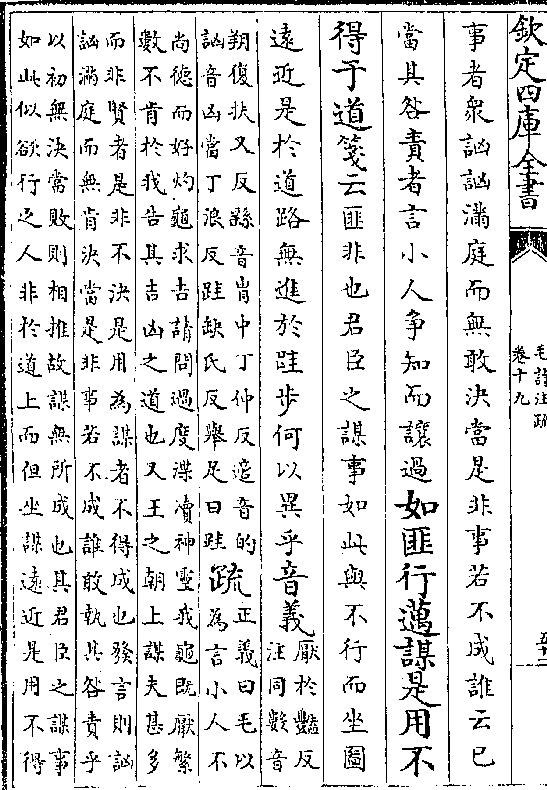 欽定四庫全書
毛詩注疏
卷十九
事者衆訩訩滿庭而無敢決當是非事若不成誰云已
當其咎責者言小人爭知而讓過如匪行邁謀是用不
得于道箋云匪非也君臣之謀事如此與不行而坐圖
遠近是於道路無進於跬步何以異乎音義厭於豔反
注同數音
朔復扶又反繇音胄中丁仲反遒音的
訩音凶當丁浪反跬缺氏反舉足曰跬疏正義曰毛以
為言小人不
尚德而好灼龜求吉請問過度渫凟神靈我龜既厭繁
數不肯於我告其吉凶之道也又王之朝上謀夫甚多
而非賢者是非不決是用為謀者不得成也發言則訩
訩滿庭而無肯決當是非事若不成誰敢執其咎責乎
以初無決當敗則相推故謀無所成也其君臣之謀事
如此似欲行之人非於道上而但坐謀遠近是用不得